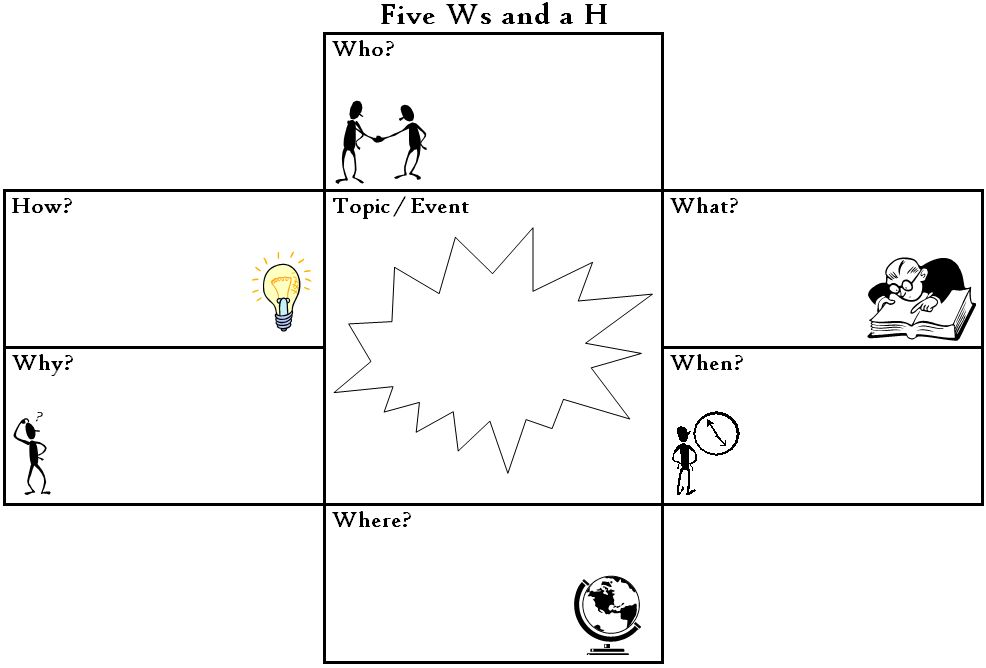 Five Ws and a H
Who?
How?
Topic / Event
What?
Why?
?
When?
Where?